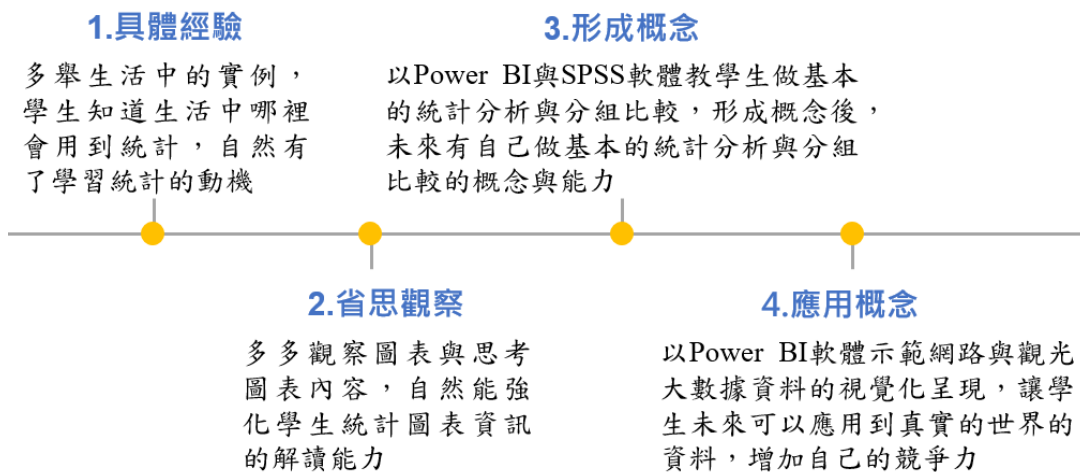 1.具體經驗
多舉生活中的實例，
學生知道生活中哪裡
會用到統計，自然有
了學習統計的動機
2.省思觀察
多多觀察圖表與思考
圖表內容，自然能強
化學生統計圖表資訊
的解讀能力
3.形成概念
以Power BI與SPSS軟體教學生做基本
的統計分析與分組比較，形成概念後，
未來有自己做基本的統計分析與分組
比較的概念與能力
4.應用概念
以Power BI軟體示範網路與觀光
大數據資料的視覺化呈現，讓學
生未來可以應用到真實的世界的
資料，增加自己的競爭力